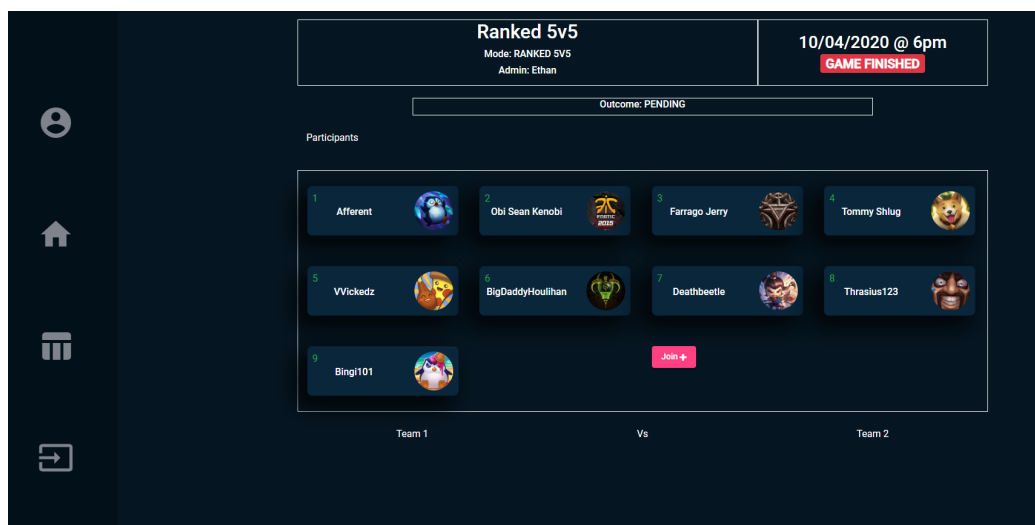 Ranked 5v5
Mode: RANKED 5V5
Admin: Ethan
10/04/2020 @ 6pm
GAME FINISHED
Outcome: PENDING
Participants
1
Afferent
2
Obi Sean Kenobi
FNATIC
2015
3
Farrago Jerry
4
Tommy Shlug
5
VVickedz
6
BigDaddyHoulihan
7
Deathbeetle
8
Thrasius123
9
Bingi101
Join +
Team 1
Vs
Team 2